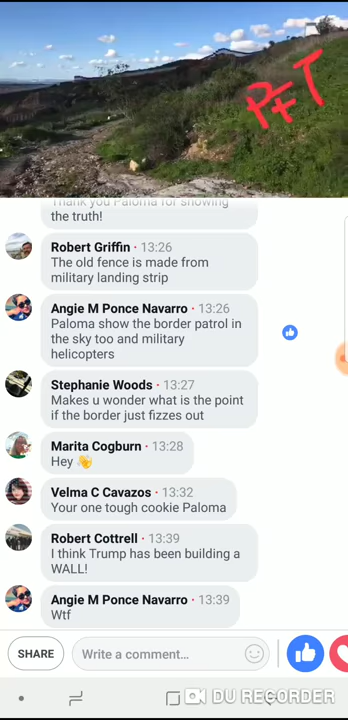 PFT
Thank you Paloma for showing
the truth!
Robert Griffin · 13:26
The old fence is made from
military landing strip
Angie M Ponce Navarro · 13:26
Paloma show the border patrol in
the sky too and military
helicopters
Stephanie Woods · 13:27
Makes u wonder what is the point
if the border just fizzes out
Marita Cogburn · 13:28
Hey 👋
Velma C Cavazos · 13:32
Your one tough cookie Paloma
Robert Cottrell · 13:39
I think Trump has been building a
WALL!
Angie M Ponce Navarro · 13:39
Wtf
SHARE
Write a comment…
DU RECORDER